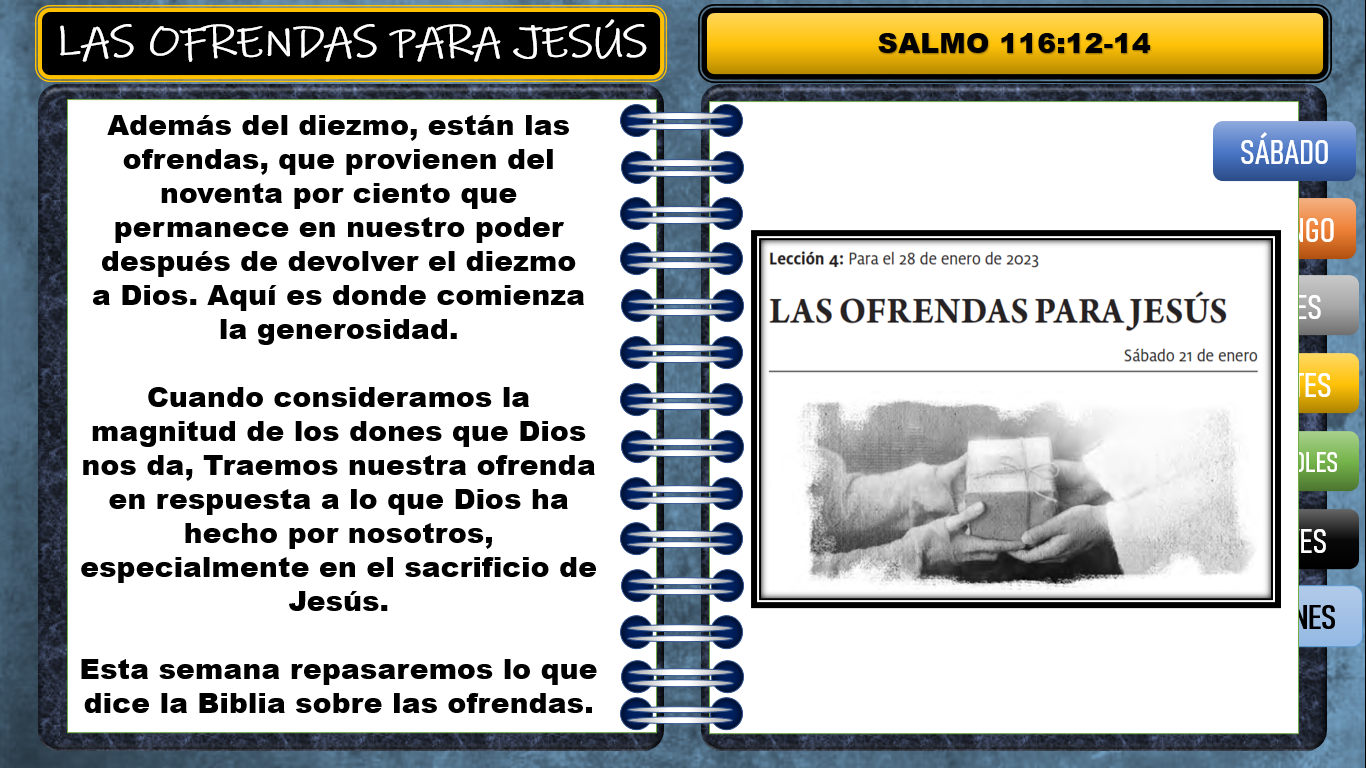 LAS OFRENDAS PARA JESÚS
SALMO 116:12-14
Además del diezmo, están las
ofrendas, que provienen del
noventa por ciento que
permanece en nuestro poder
después de devolver el diezmo
a Dios. Aquí es donde comienza
la generosidad.
Cuando consideramos la
magnitud de los dones que Dios
nos da, Traemos nuestra ofrenda
en respuesta a lo que Dios ha
hecho por nosotros,
especialmente en el sacrificio de
Jesús.
Esta semana repasaremos lo que
dice la Biblia sobre las ofrendas.
Lección 4: Para el 28 de enero de 2023
LAS OFRENDAS PARA JESÚS
Sábado 21 de enero
SÁBADO
NGO
ES
TES
OLES
ES
NES